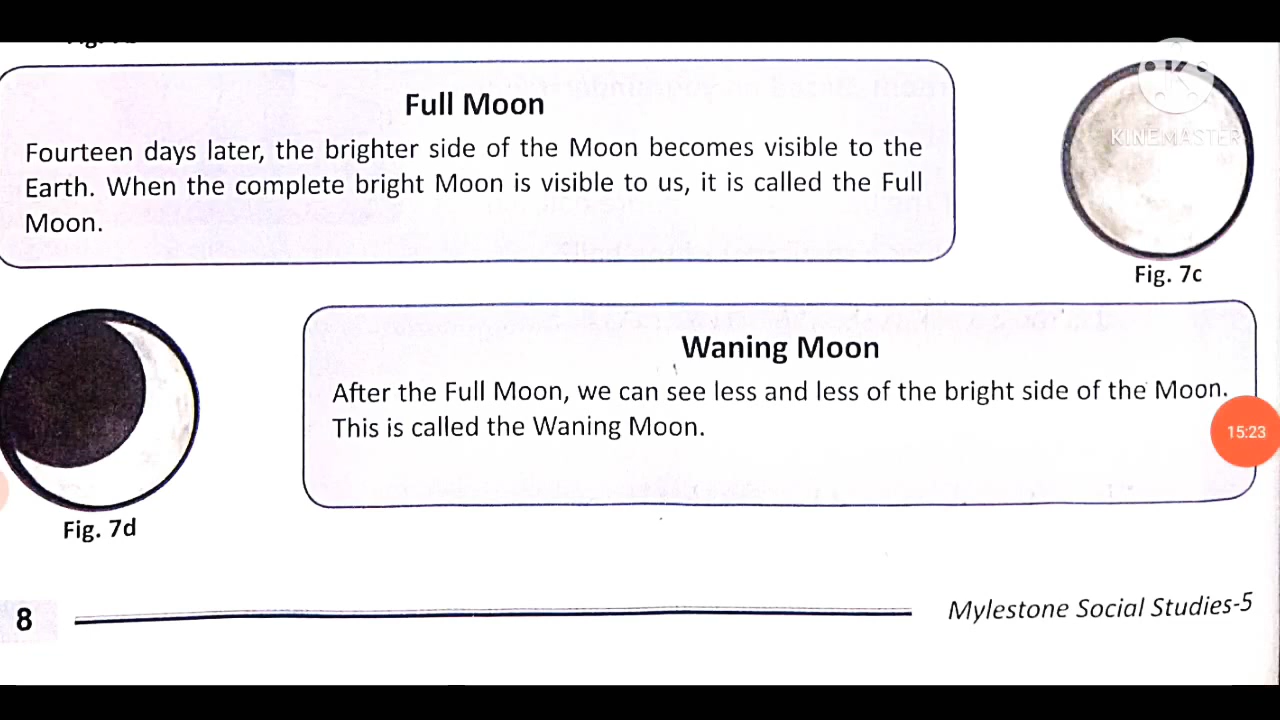 Full Moon
Fourteen days later, the brighter side of the Moon becomes visible to the
Earth. When the complete bright Moon is visible to us, it is called the Full
Moon.
KINEMASTER
Fig. 7c
Waning Moon
After the Full Moon, we can see less and less of the bright side of the Moon.
This is called the Waning Moon.
15:23
Fig. 7d
8
Mylestone Social Studies-5